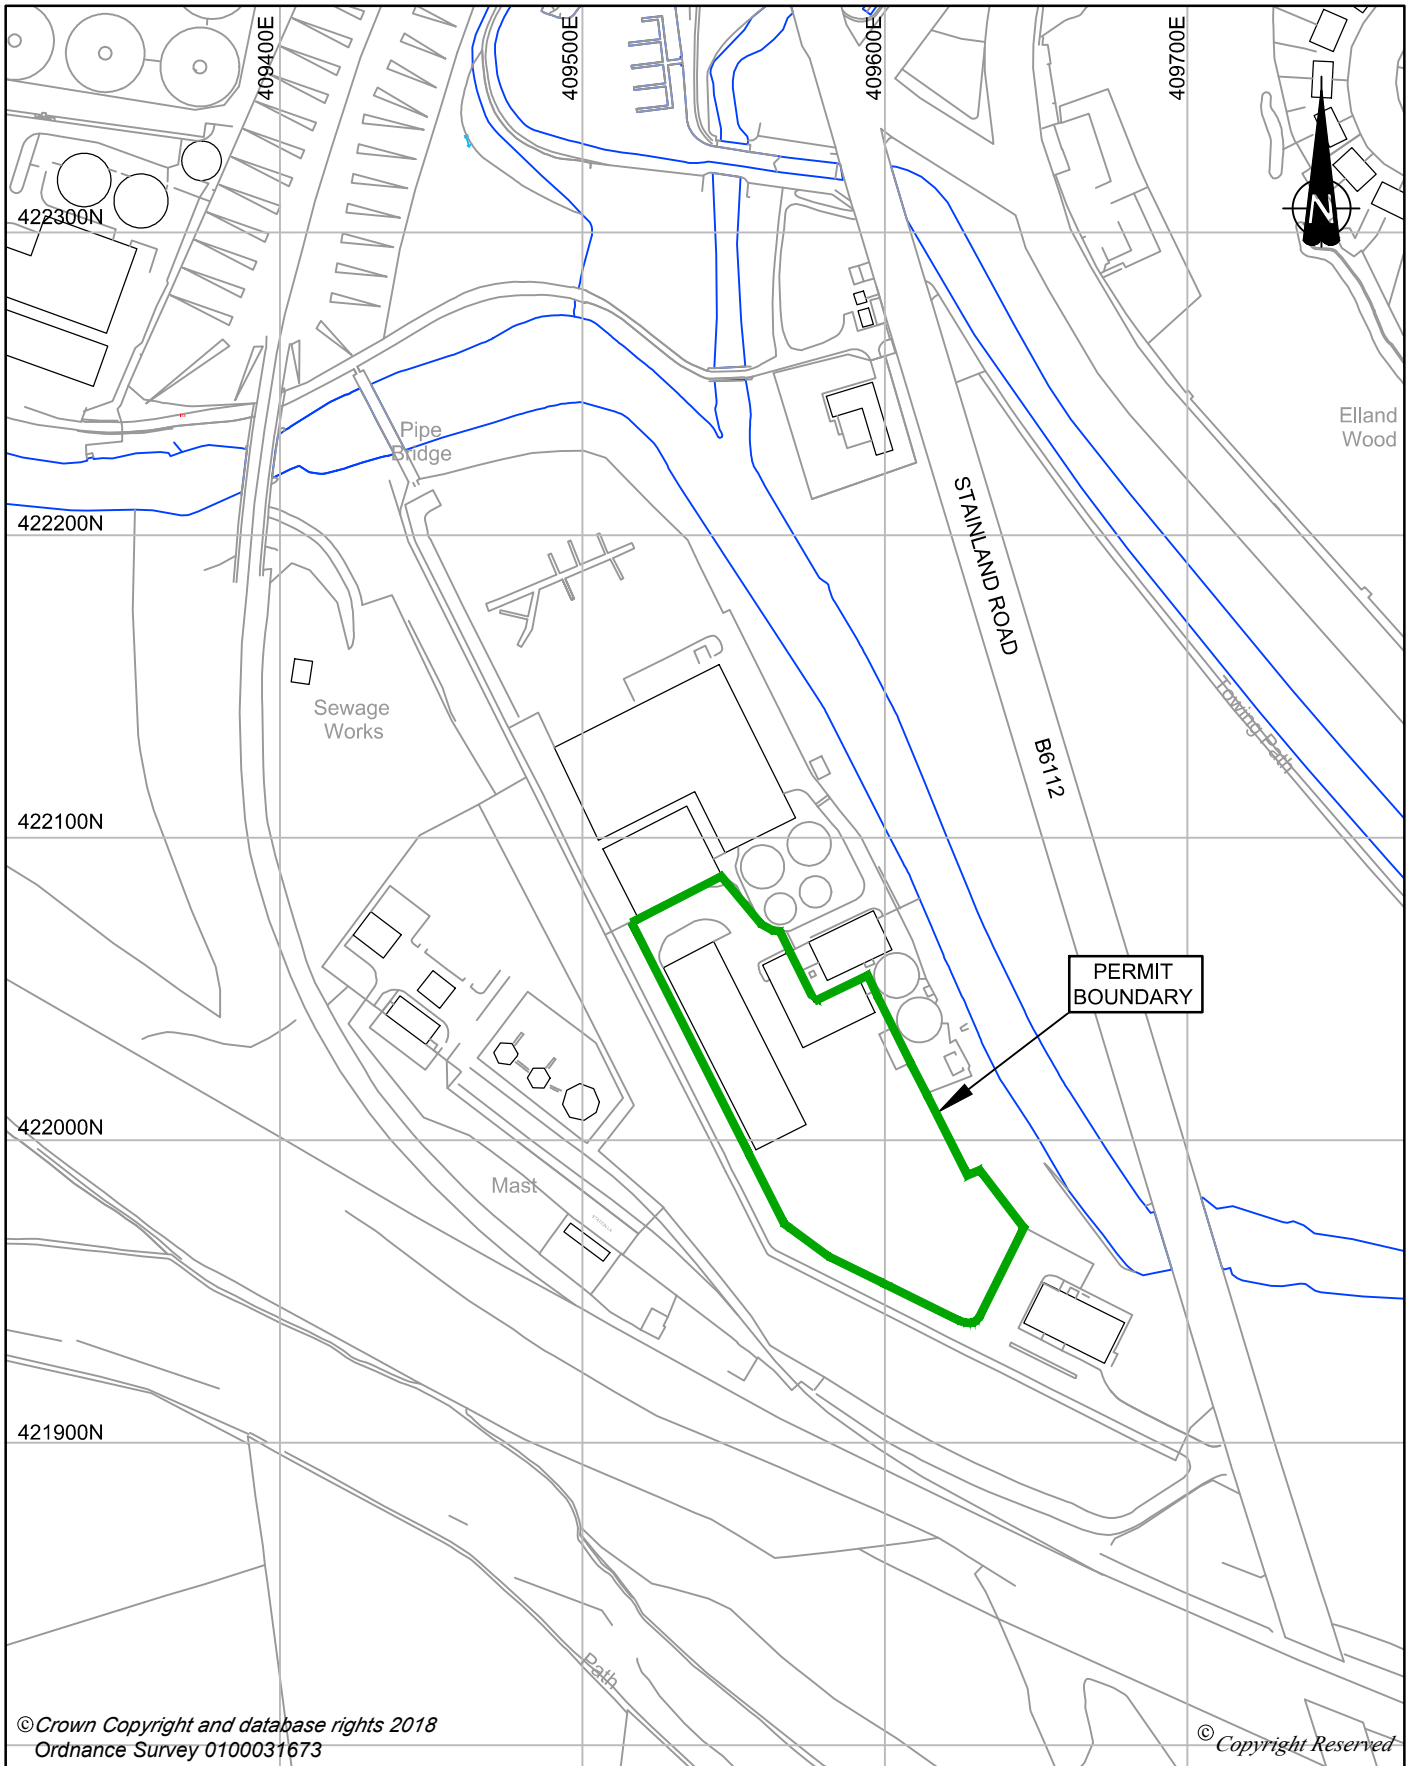 409400E
409500E
409600E
409700E
N
422300N
Elland
Wood
Pipe
Bridge
422200N
STAINLAND ROAD
Sewage
Works
Towing Path
B6112
422100N
PERMIT
BOUNDARY
422000N
Mast
421900N
Path
©Crown Copyright and database rights 2018
Ordnance Survey 0100031673
© Copyright Reserved